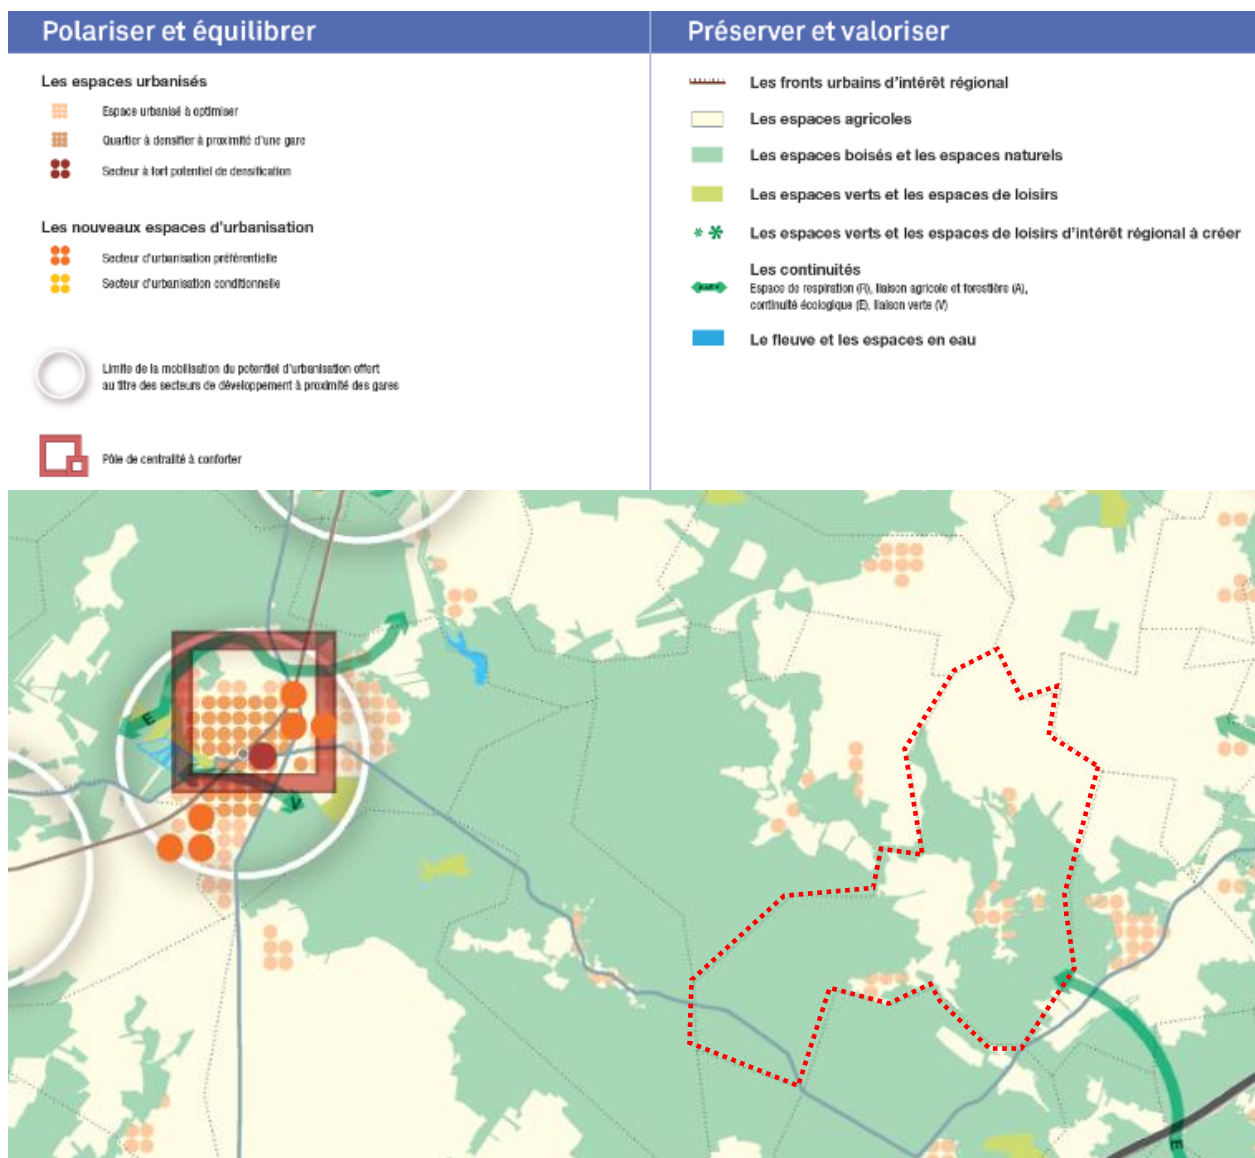 Polariser et équilibrer
Les espaces urbanisés
Espace urbanisé à optimiser
Quartier à densifier à proximité d'une gare
Secteur à fort potentiel de densification
Les nouveaux espaces d'urbanisation
Secteur d'urbanisation préférentielle
Secteur d'urbanisation conditionnelle
Limite de la mobilisation du potentiel d'urbanisation offert
au titre des secteurs de développement à proximité des gares
Pôle de centralité à conforter
Préserver et valoriser
Les fronts urbains d'intérêt régional
Les espaces agricoles
Les espaces boisés et les espaces naturels
Les espaces verts et les espaces de loisirs
Les espaces verts et les espaces de loisirs d'intérêt régional à créer
Les continuités
Espace de respiration (R), liaison agricole et forestière (A),
continuité écologique (E), liaison verte (V)
Le fleuve et les espaces en eau
E
V
E